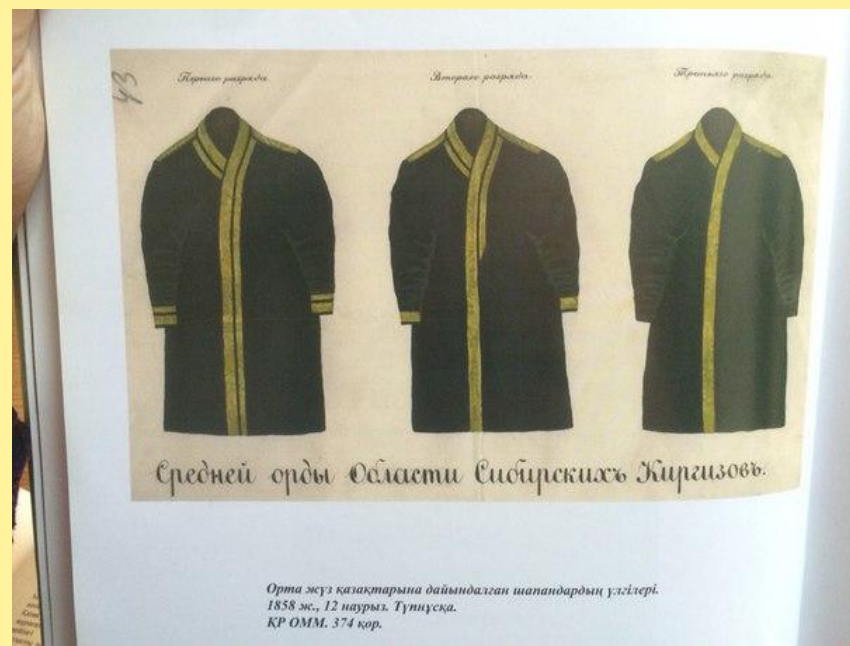 43
Перваго разряда.
Втораго разряда.
Третьяго разряда.
Средней орды Области Сибирскихъ Киргизовъ.
Орта жүз қазақтарына дайындалған шапандардың үлгілері.
1858 ж., 12 наурыз. Түпнұсқа.
ҚР ОММ. 374 қор.